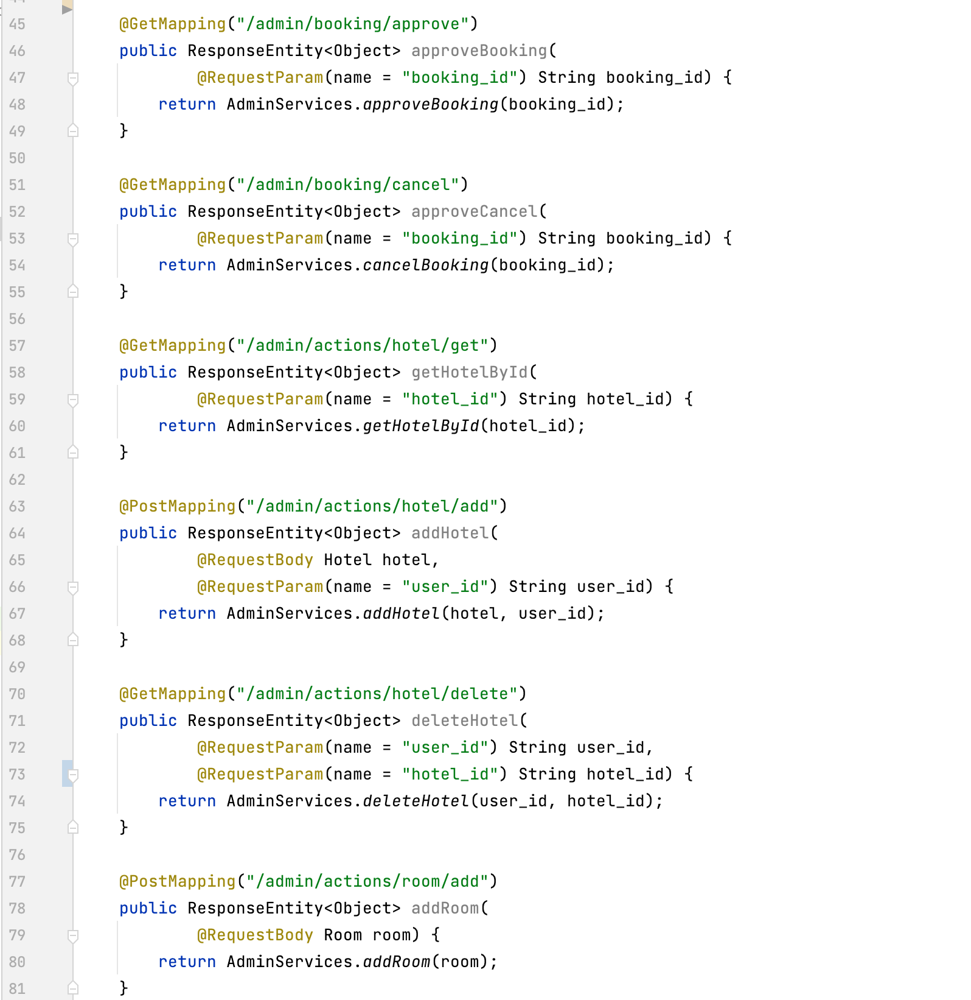 45 @GetMapping("/admin/booking/approve")
46 public ResponseEntity<Object> approveBooking(
47 @RequestParam(name = "booking_id") String booking_id) {
48 return AdminServices.approveBooking(booking_id);
49 }
50
51 @GetMapping("/admin/booking/cancel")
52 public ResponseEntity<Object> approveCancel(
53 @RequestParam(name = "booking_id") String booking_id) {
54 return AdminServices.cancelBooking(booking_id);
55 }
56
57 @GetMapping("/admin/actions/hotel/get")
58 public ResponseEntity<Object> getHotelById(
59 @RequestParam(name = "hotel_id") String hotel_id) {
60 return AdminServices.getHotelById(hotel_id);
61 }
62
63 @PostMapping("/admin/actions/hotel/add")
64 public ResponseEntity<Object> addHotel(
65 @RequestBody Hotel hotel,
66 @RequestParam(name = "user_id") String user_id) {
67 return AdminServices.addHotel(hotel, user_id);
68 }
69
70 @GetMapping("/admin/actions/hotel/delete")
71 public ResponseEntity<Object> deleteHotel(
72 @RequestParam(name = "user_id") String user_id,
73 @RequestParam(name = "hotel_id") String hotel_id) {
74 return AdminServices.deleteHotel(user_id, hotel_id);
75 }
76
77 @PostMapping("/admin/actions/room/add")
78 public ResponseEntity<Object> addRoom(
79 @RequestBody Room room) {
80 return AdminServices.addRoom(room);
81 }